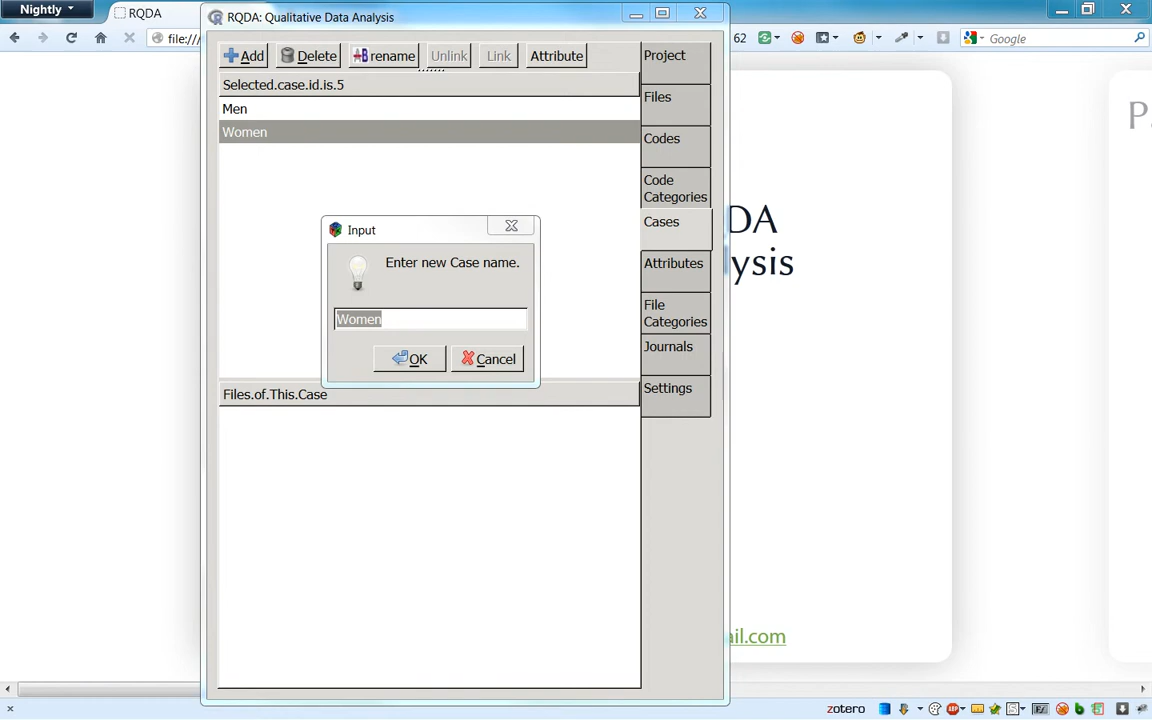 Nightly
RQDA
file:///
62
Google
RQDA: Qualitative Data Analysis
Add
Delete
rename
Unlink
Link
Attribute
Selected.case.id.is.5
Men
Women
Project
Files
Codes
Code
Categories
Cases
Attributes
File
Categories
Journals
Settings
Input
Enter new Case name.
Women
OK
Cancel
Files.of.This.Case
DA
ysis
ail.com
P
zotero
ABP